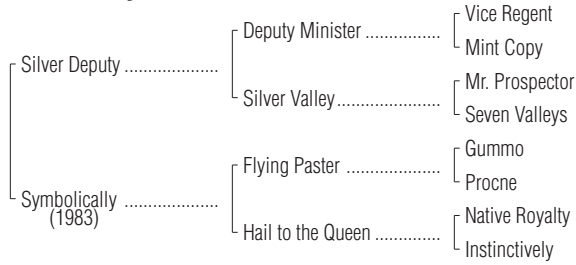 Vice Regent
Deputy Minister ................
Mint Copy
Silver Deputy ....................
Mr. Prospector
Silver Valley......................
Seven Valleys
Gummo
Flying Paster ....................
Procne
Symbolically ....................
(1983)
Native Royalty
Hail to the Queen ..............
Instinctively